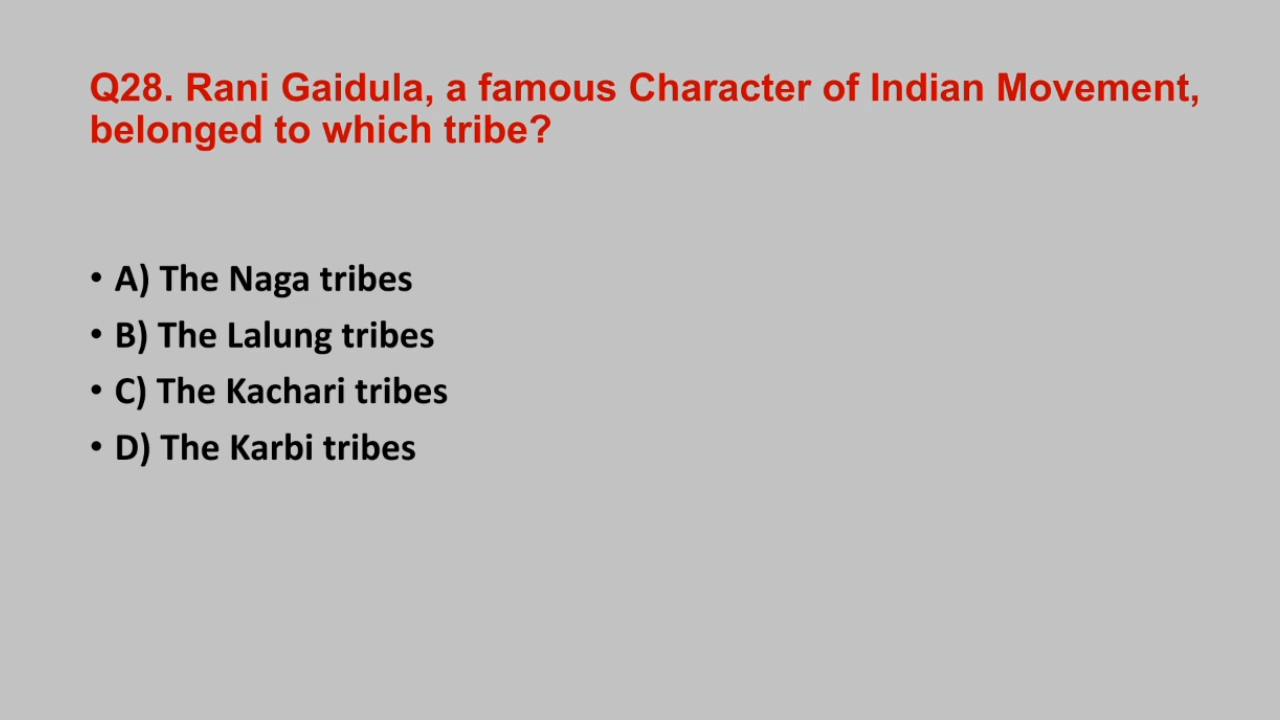 Q28. Rani Gaidula, a famous Character of Indian Movement,
belonged to which tribe?
• A) The Naga tribes
• B) The Lalung tribes
• C) The Kachari tribes
• D) The Karbi tribes